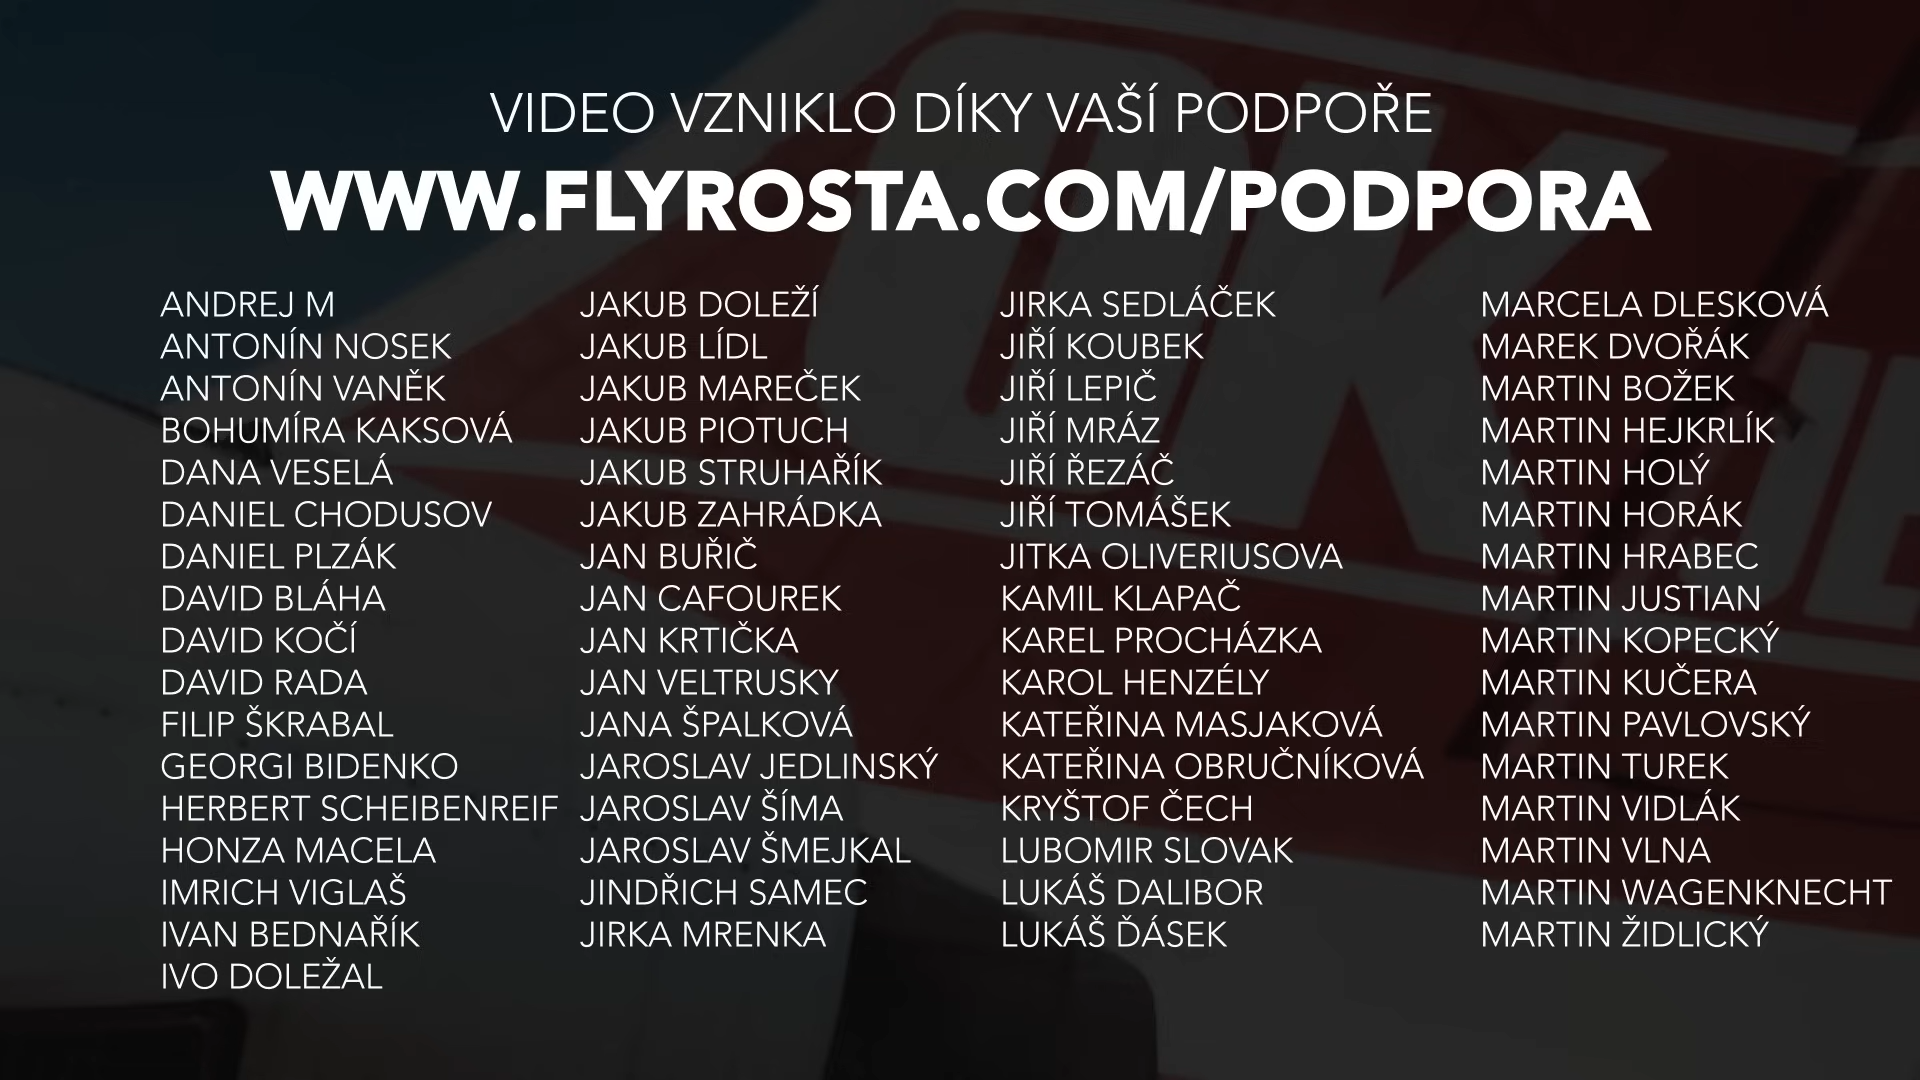 VIDEO VZNIKLO DÍKY VAŠÍ PODPOŘE
WWW.FLYROSTA.COM/PODPORA
ANDREJ M
ANTONÍN NOSEK
ANTONÍN VANĚK
BOHUMÍRA KAKSOVÁ
DANA VESELÁ
DANIEL CHODUSOV
DANIEL PLZÁK
DAVID BLÁHA
DAVID KOČÍ
DAVID RADA
FILIP ŠKRABAL
GEORGI BIDENKO
HERBERT SCHEIBENREIF
HONZA MACELA
IMRICH VIGLAŠ
IVAN BEDNAŘÍK
IVO DOLEŽAL
JAKUB DOLEŽÍ
JAKUB LÍDL
JAKUB MAREČEK
JAKUB PIOTUCH
JAKUB STRUHAŘÍK
JAKUB ZAHRÁDKA
JAN BUŘIČ
JAN CAFOUREK
JAN KRTIČKA
JAN VELTRUSKY
JANA ŠPALKOVÁ
JAROSLAV JEDLINSKÝ
JAROSLAV ŠÍMA
JAROSLAV ŠMEJKAL
JINDŘICH SAMEC
JIRKA MRENKA
JIRKA SEDLÁČEK
JIŘÍ KOUBEK
JIŘÍ LEPIČ
JIŘÍ MRÁZ
JIŘÍ ŘEZÁČ
JIŘÍ TOMÁŠEK
JITKA OLIVERIUSOVA
KAMIL KLAPAČ
KAREL PROCHÁZKA
KAROL HENZÉLY
KATEŘINA MASJAKOVÁ
KATEŘINA OBRUČNÍKOVÁ
KRYŠTOF ČECH
LUBOMIR SLOVAK
LUKÁŠ DALIBOR
LUKÁŠ ĎÁSEK
MARCELA DLESKOVÁ
MAREK DVOŘÁK
MARTIN BOŽEK
MARTIN HEJKRLÍK
MARTIN HOLÝ
MARTIN HORÁK
MARTIN HRABEC
MARTIN JUSTIAN
MARTIN KOPECKÝ
MARTIN KUČERA
MARTIN PAVLOVSKÝ
MARTIN TUREK
MARTIN VIDLÁK
MARTIN VLNA
MARTIN WAGENKNECHT
MARTIN ŽIDLICKÝ
OK